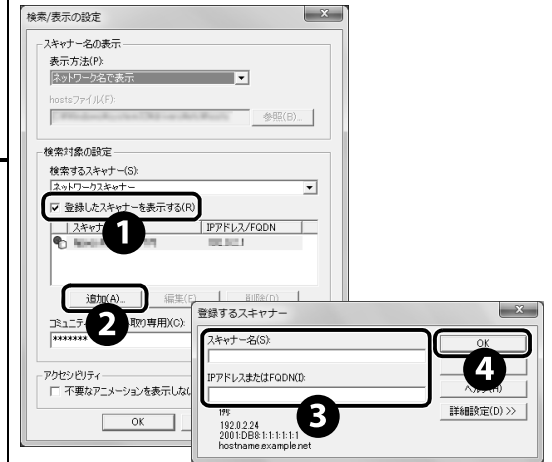 検索/表示の設定
スキャナー名の表示
表示方法(P):
ネットワーク名で表示
hostsファイル(F):
参照(B)...
検索対象の設定
検索するスキャナー(S):
ネットワークスキャナー
登録したスキャナーを表示する(R)
1
スキャナ
IPアドレス/FQDN
追加(A)...
編集(E)
削除(D)
2
コミュニテ
取り専用)(C):
*******
アクセシビリティ
不要なアニメーションを表示しな
OK
登録するスキャナー
スキャナー名(S):
IPアドレスまたはFQDN(I):
3
例:
192.0.2.24
2001:DB8:1:1:1:1:1:1
hostname.example.net
OK
4
ヘルプ(H)
詳細設定(D) >>